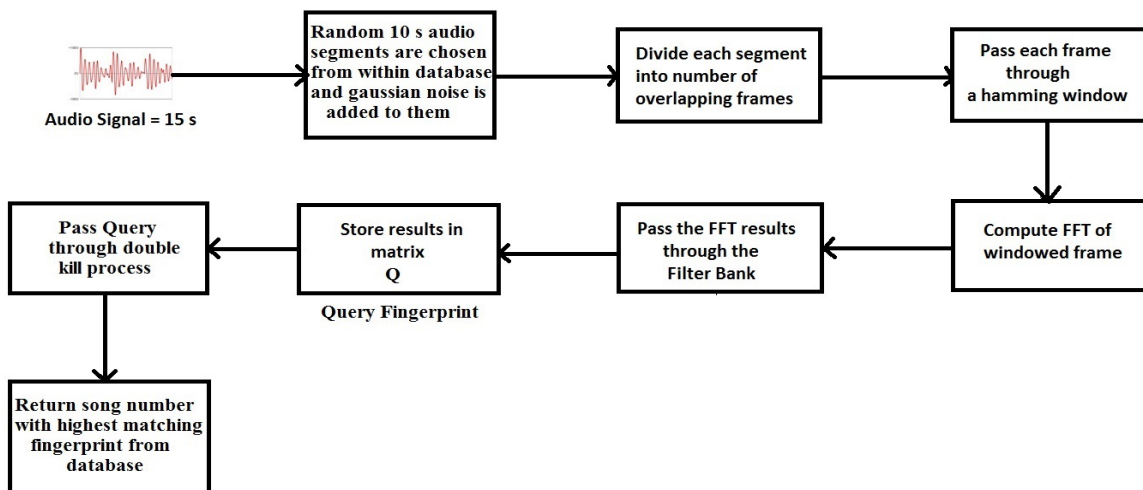 Audio Signal = 15 s
Random 10 s audio
segments are chosen
from within database
and gaussian noise is
added to them
Divide each segment
into number of
overlapping frames
Pass each frame
through
a hamming window
Compute FFT of
windowed frame
Pass the FFT results
through the
Filter Bank
Store results in
matrix
Q
Query Fingerprint
Pass Query
through double
kill process
Return song number
with highest matching
fingerprint from
database